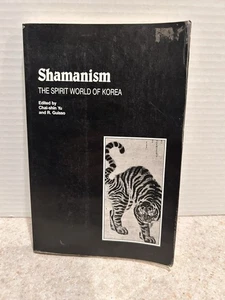 Shamanism
THE SPIRIT WORLD OF KOREA
Edited by
Chai-shin Yu
and R. Guisso